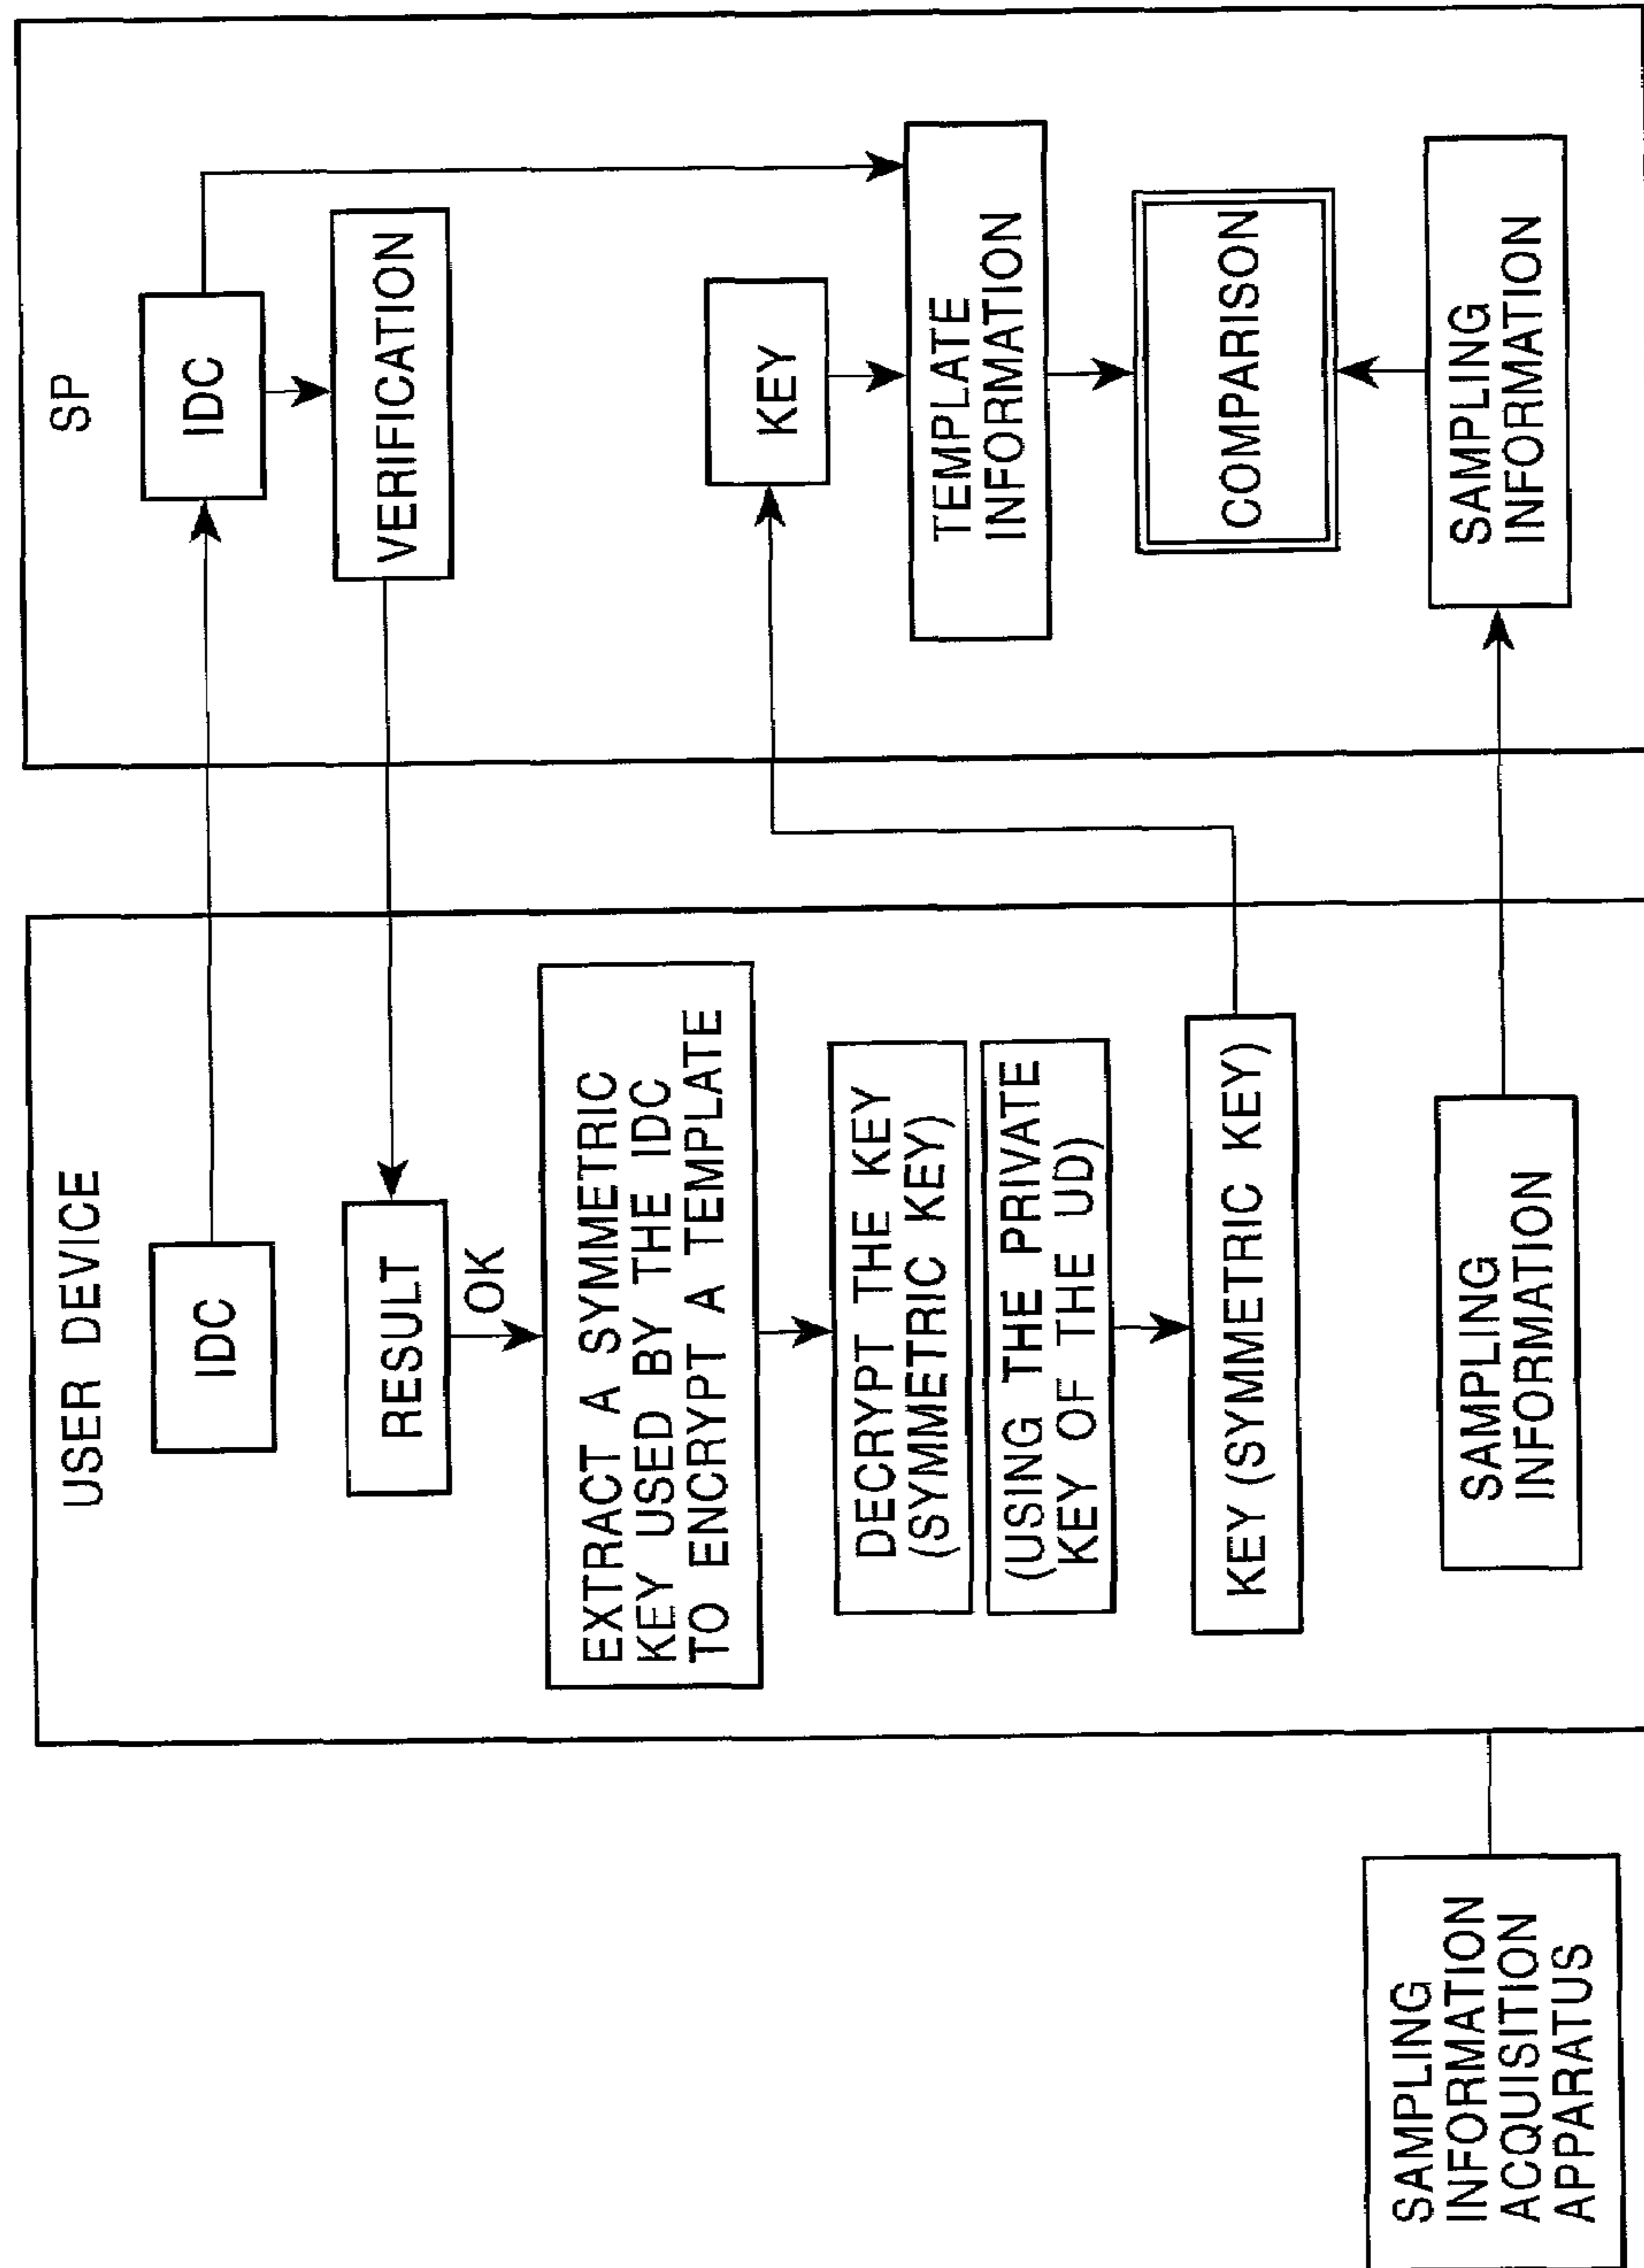 USER DEVICE
IDC
RESULT
OK
EXTRACT A SYMMETRIC
KEY USED BY THE IDC
TO ENCRYPT A TEMPLATE
DECRYPT THE KEY
(SYMMETRIC KEY)
(USING THE PRIVATE
KEY OF THE UD)
KEY (SYMMETRIC KEY)
SAMPLING
INFORMATION
SP
IDC
VERIFICATION
KEY
TEMPLATE
INFORMATION
COMPARISON
SAMPLING
INFORMATION
SAMPLING
INFORMATION
ACQUISITION
APPARATUS